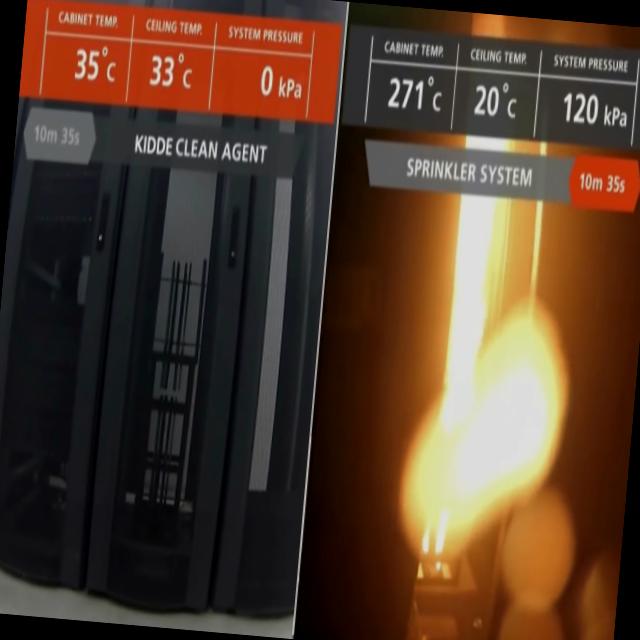 CABINET TEMP. CEILING TEMP. SYSTEM PRESSURE
35°C 33°C 0 kPa
10m 35s KIDDE CLEAN AGENT
CABINET TEMP. CEILING TEMP. SYSTEM PRESSURE
271°C 20°C 120 kPa
SPRINKLER SYSTEM 10m 35s